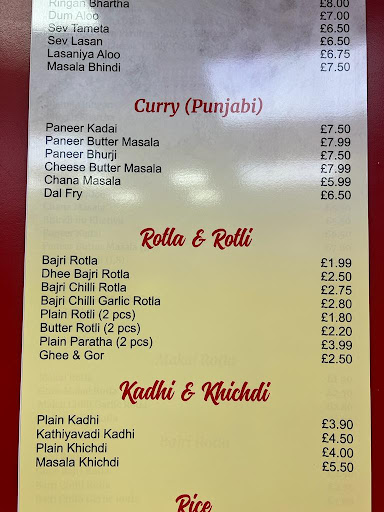 Ringan Bhartha £8.00
Dum Aloo £7.00
Sev Tameta £6.50
Sev Lasan £6.50
Lasaniya Aloo £6.75
Masala Bhindi £7.50
Curry (Punjabi)
Paneer Kadai £7.50
Paneer Butter Masala £7.99
Paneer Bhurji £7.50
Cheese Butter Masala £7.99
Chana Masala £5.99
Dal Fry £6.50
Rotla & Rotli
Bajri Rotla £1.99
Dhee Bajri Rotla £2.50
Bajri Chilli Rotla £2.75
Bajri Chilli Garlic Rotla £2.80
Plain Rotli (2 pcs) £1.80
Butter Rotli (2 pcs) £2.20
Plain Paratha (2 pcs) £3.99
Ghee & Gor £2.50
Kadhi & Khichdi
Plain Kadhi £3.90
Kathiyavadi Kadhi £4.50
Plain Khichdi £4.00
Masala Khichdi £5.50
Rice